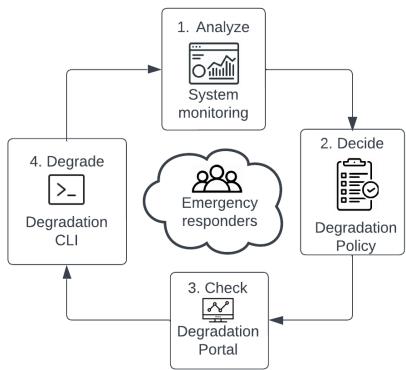 1. Analyze
System
monitoring
2. Decide
Degradation
Policy
3. Check
Degradation
Portal
4. Degrade
>_
Degradation
CLI
Emergency
responders